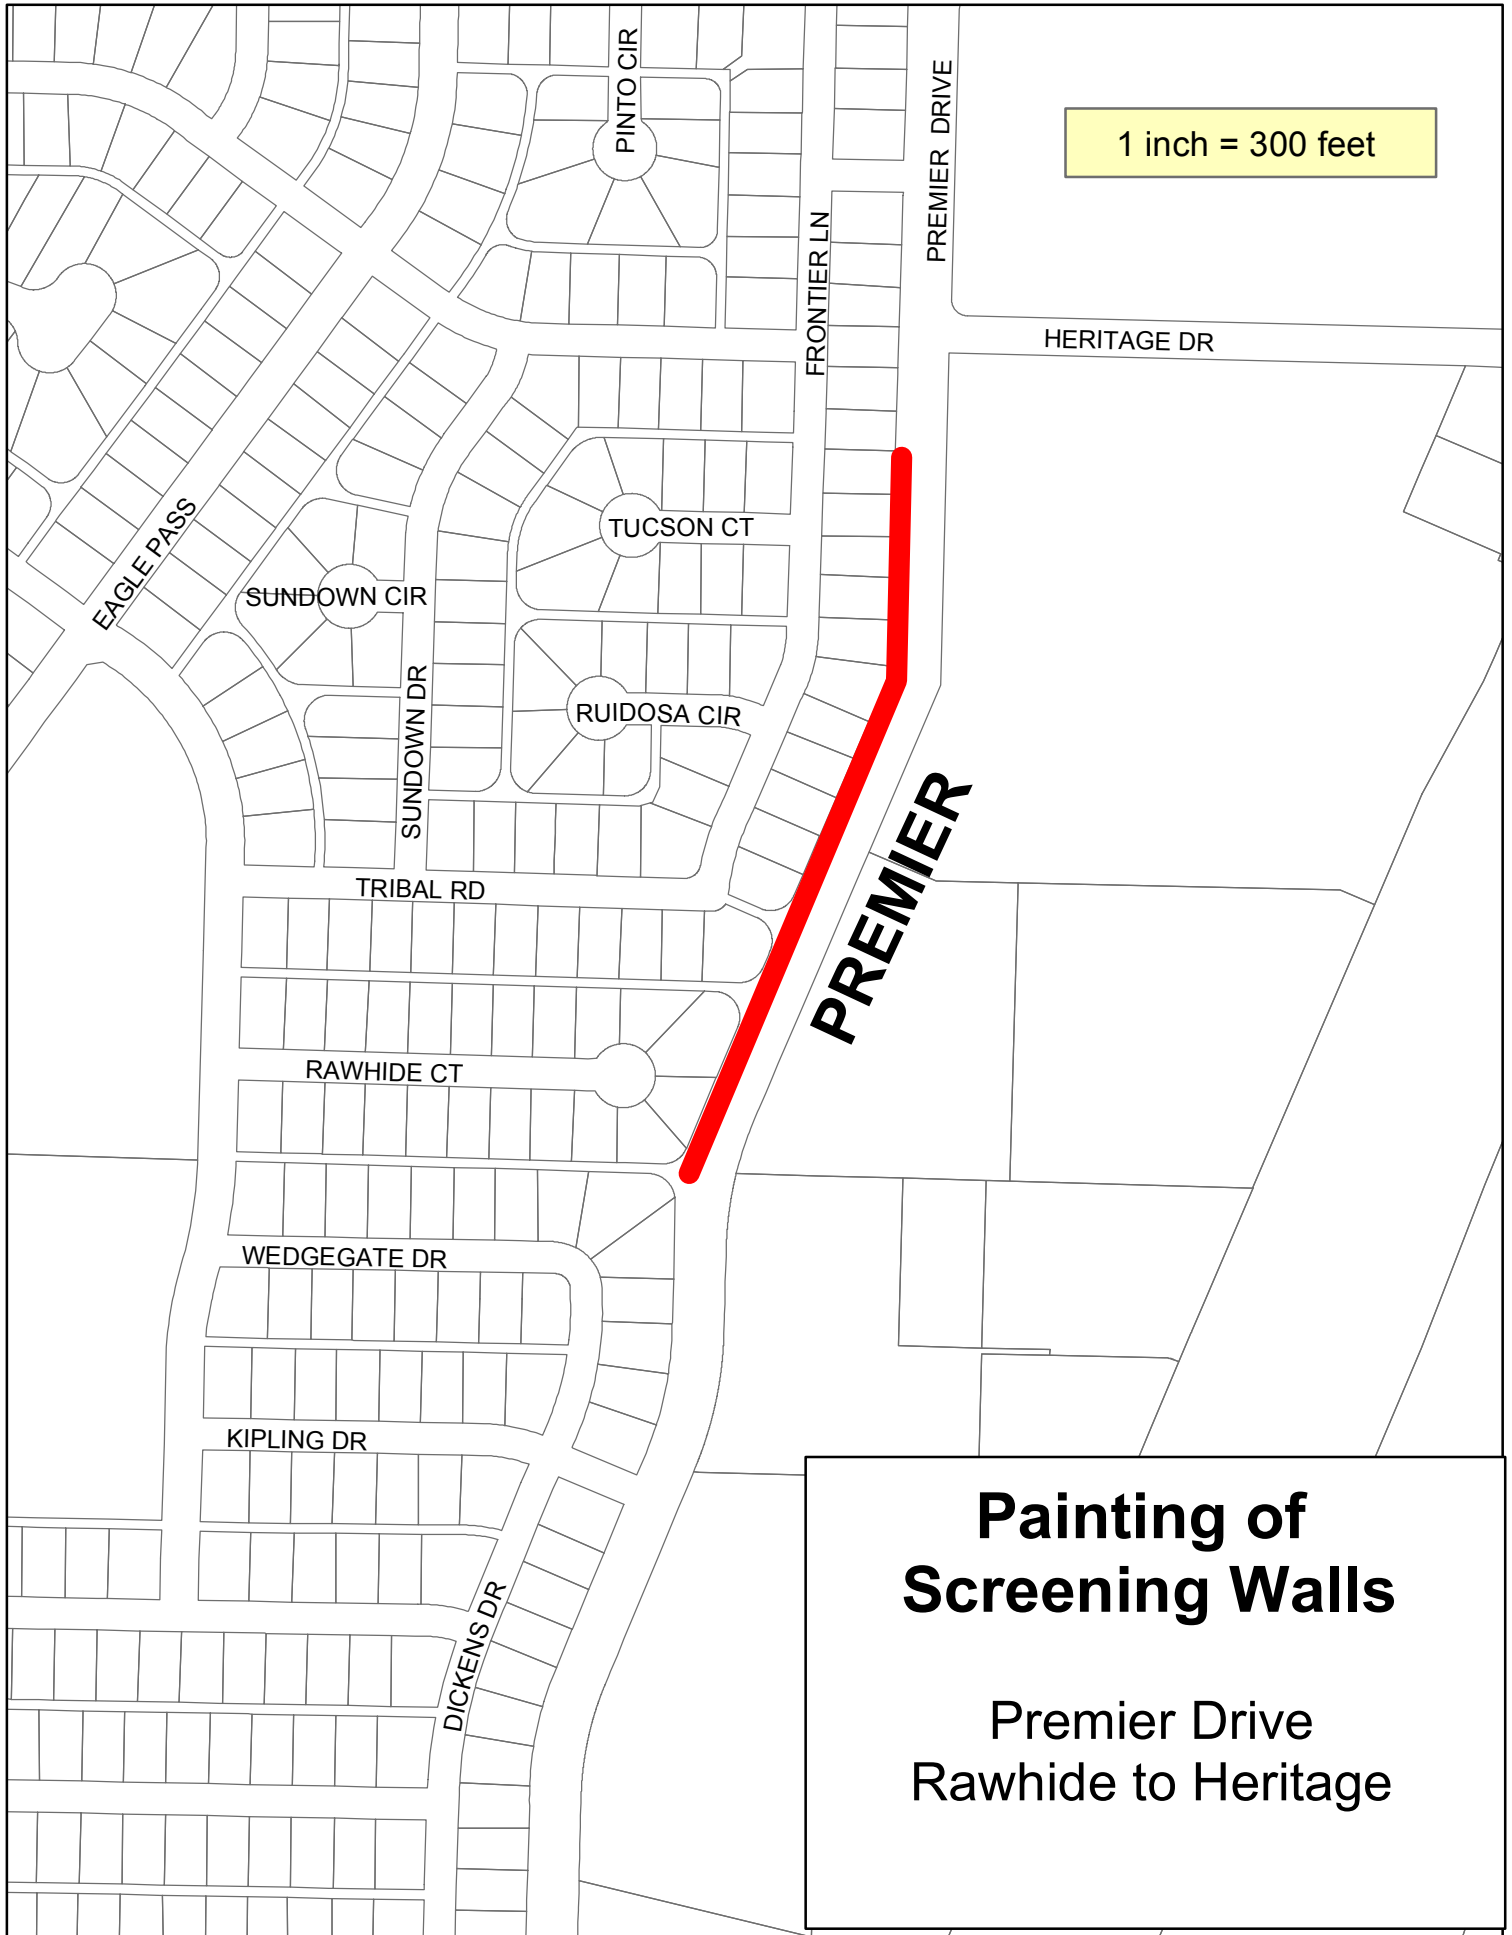 PINTO CIR
PREMIER DRIVE
1 inch = 300 feet
FRONTIER LN
HERITAGE DR
EAGLE PASS
TUCSON CT
SUNDOWN CIR
SUNDOWN DR
RUIDOSA CIR
PREMIER
TRIBAL RD
RAWHIDE CT
WEDGEGATE DR
KIPLING DR
DICKENS DR
Painting of
Screening Walls
Premier Drive
Rawhide to Heritage